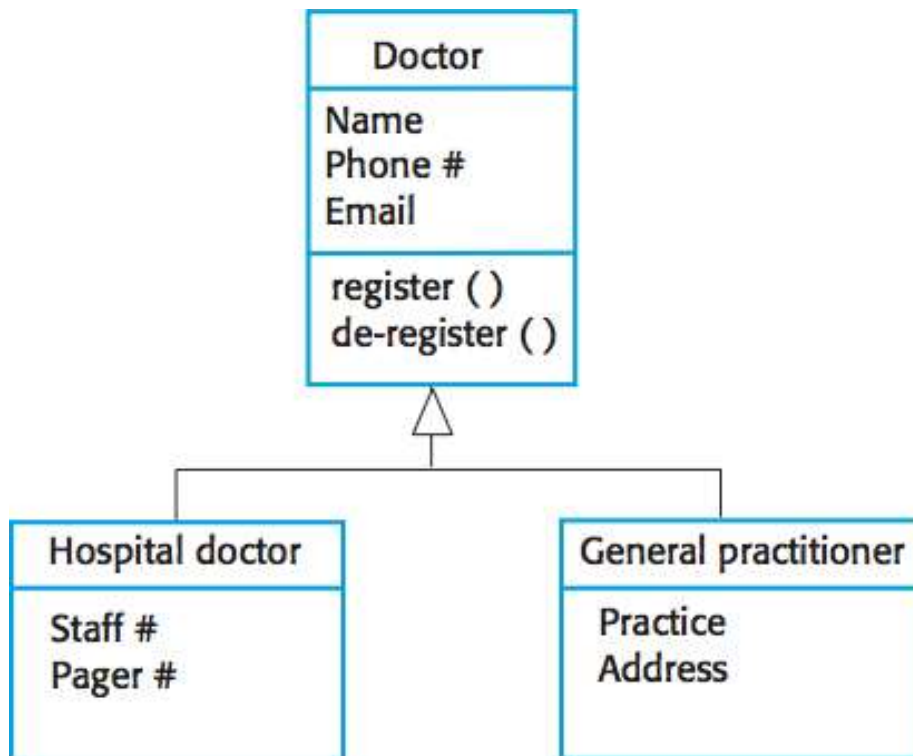 Doctor
Name
Phone #
Email
register ( )
de-register ( )
Hospital doctor
Staff #
Pager #
General practitioner
Practice
Address